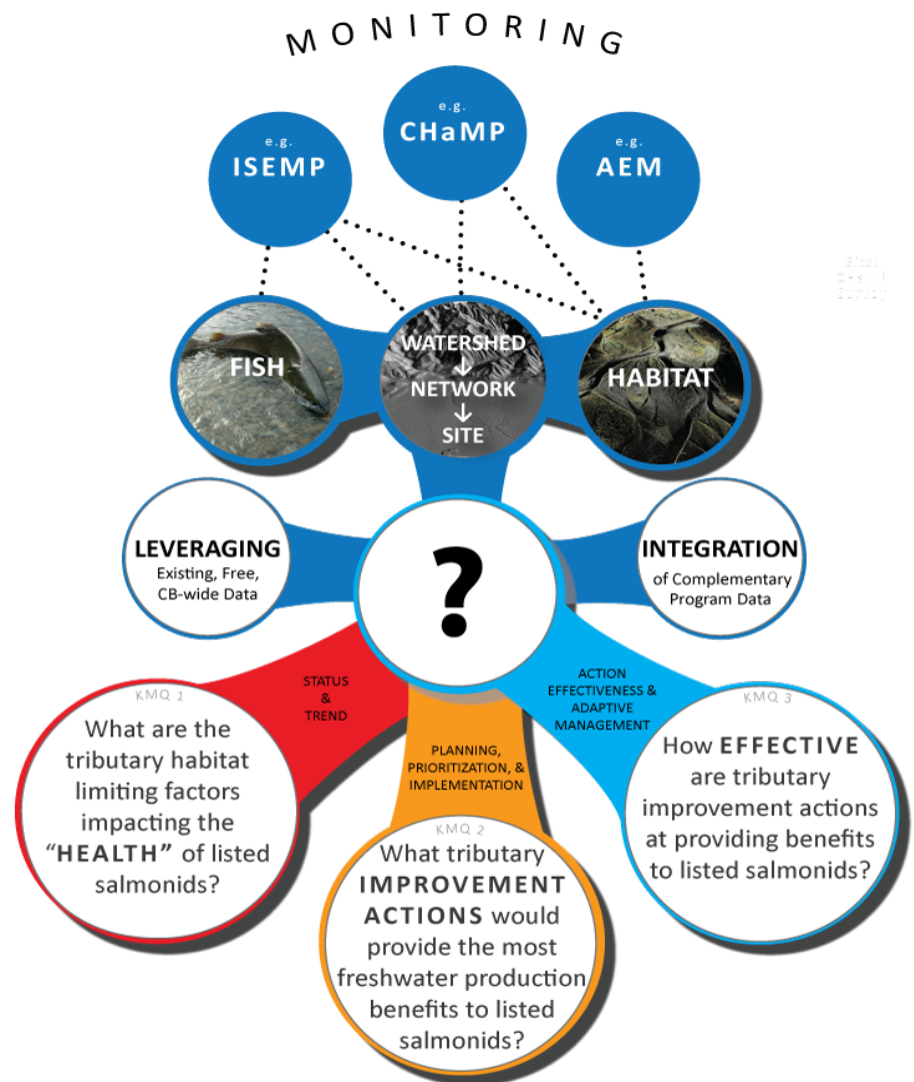 MONITORING
e.g.
ISEMP
e.g.
CHaMP
e.g.
AEM
FISH
WATERSHED
↓
NETWORK
↓
SITE
HABITAT
LEVERAGING
Existing, Free,
CB-wide Data
?
INTEGRATION
of Complementary
Program Data
STATUS
&
TREND
PLANNING,
PRIORITIZATION, &
IMPLEMENTATION
ACTION
EFFECTIVENESS &
ADAPTIVE
MANAGEMENT
KMQ 1
What are the
tributary habitat
limiting factors
impacting the
“HEALTH” of listed
salmonids?
KMQ 2
What tributary
IMPROVEMENT
ACTIONS would
provide the most
freshwater production
benefits to listed
salmonids?
KMQ 3
How EFFECTIVE
are tributary
improvement actions
at providing benefits
to listed salmonids?